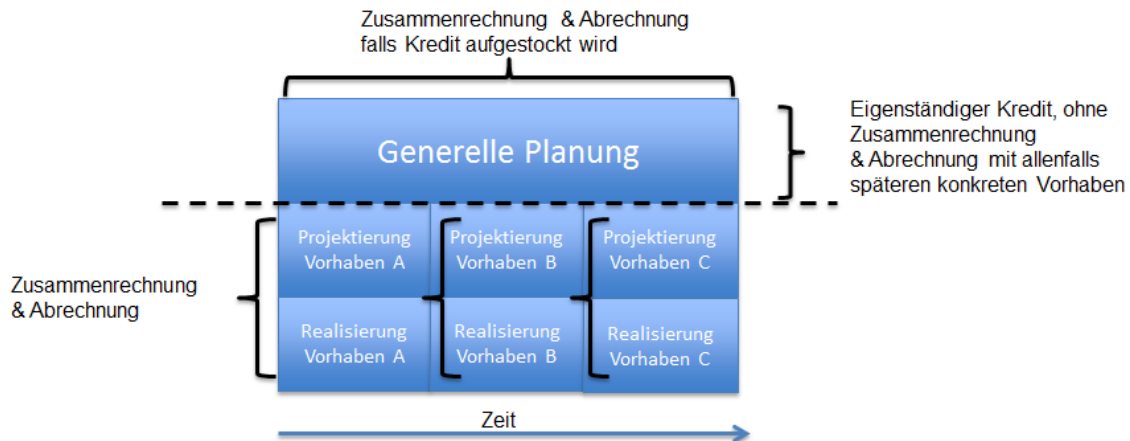 Zusammenrechnung & Abrechnung
falls Kredit aufgestockt wird
Generelle Planung
Eigenständiger Kredit, ohne
Zusammenrechnung
& Abrechnung mit allenfalls
späteren konkreten Vorhaben
Zusammenrechnung
& Abrechnung
Projektierung
Vorhaben A
Projektierung
Vorhaben B
Projektierung
Vorhaben C
Realisierung
Vorhaben A
Realisierung
Vorhaben B
Realisierung
Vorhaben C
Zeit